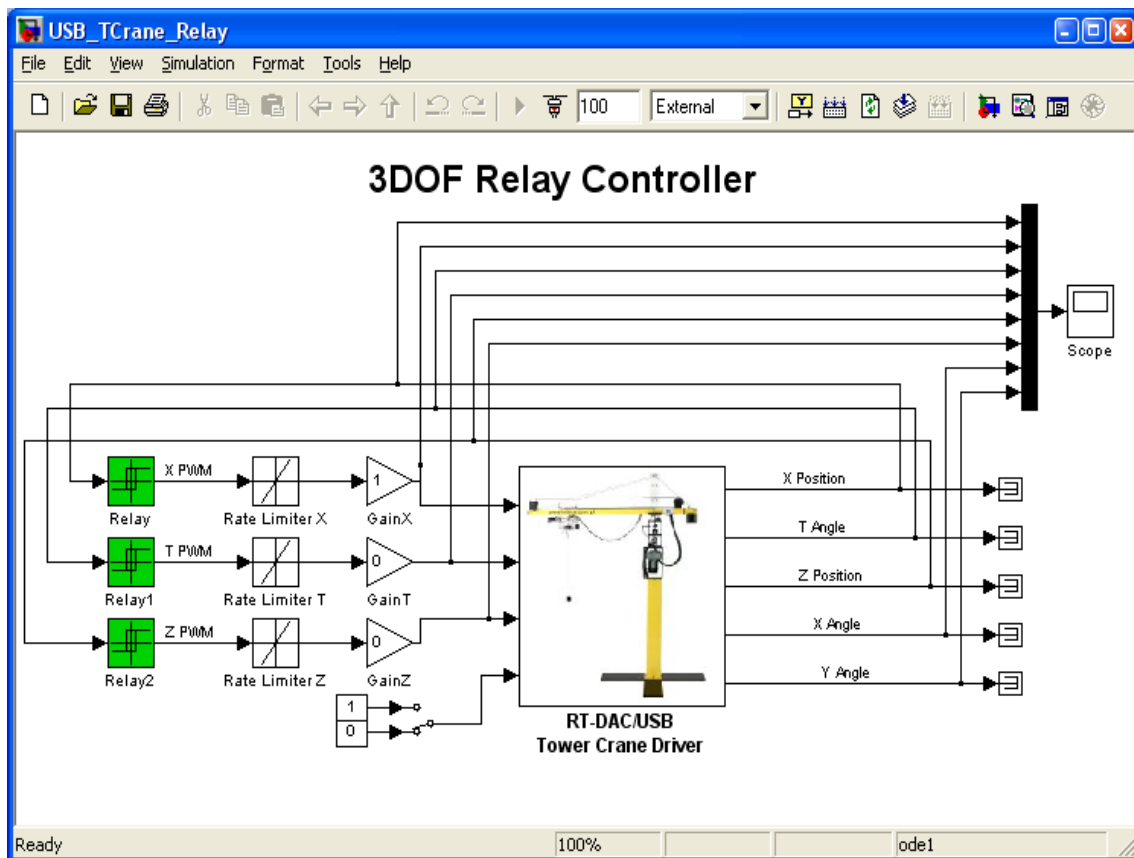 USB_TCrane_Relay
File Edit View Simulation Format Tools Help
100 External
3DOF Relay Controller
Scope
X PWM
Relay
Rate Limiter X
1
GainX
T PWM
Relay1
Rate Limiter T
0
GainT
Z PWM
Relay2
Rate Limiter Z
0
GainZ
1
0
X Position
T Angle
Z Position
X Angle
Y Angle
RT-DAC/USB
Tower Crane Driver
Ready 100% ode1